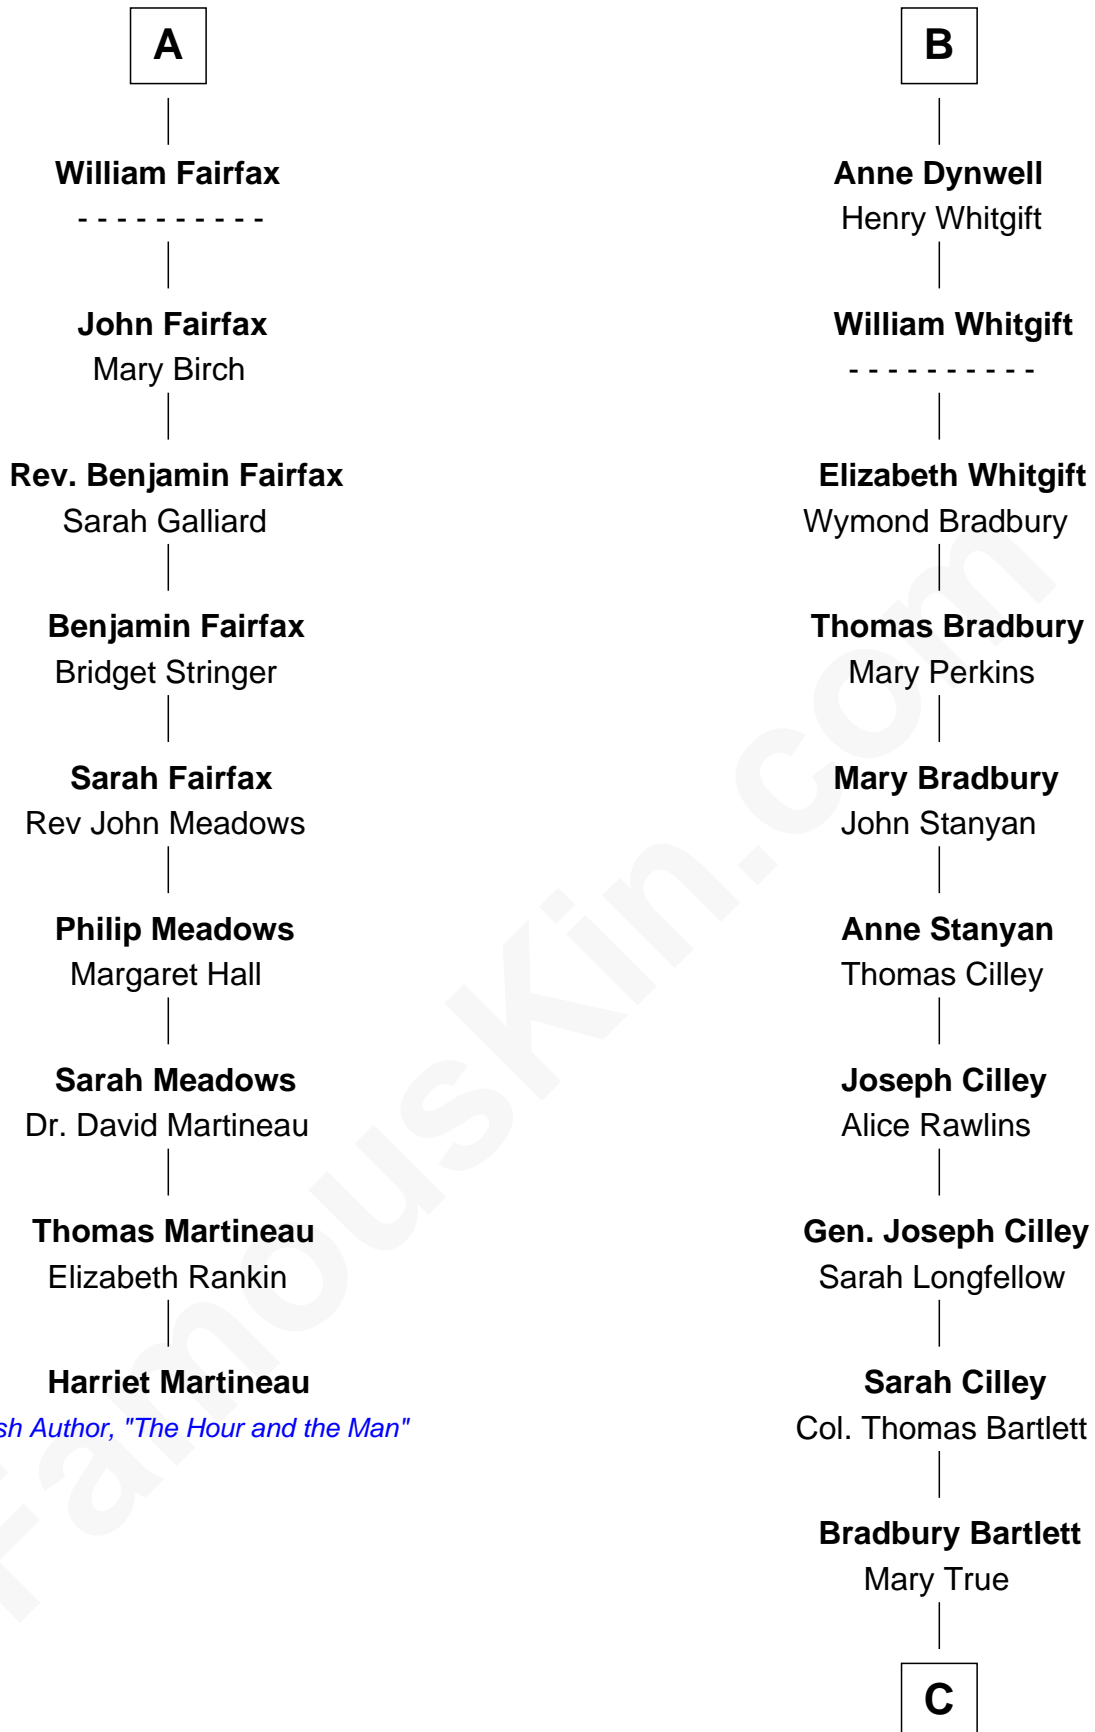 A
William Fairfax
- - - - - - - - - -
John Fairfax
Mary Birch
Rev. Benjamin Fairfax
Sarah Galliard
Benjamin Fairfax
Bridget Stringer
Sarah Fairfax
Rev John Meadows
Philip Meadows
Margaret Hall
Sarah Meadows
Dr. David Martineau
Thomas Martineau
Elizabeth Rankin
Harriet Martineau
sh Author, "The Hour and the Man"
B
Anne Dynwell
Henry Whitgift
William Whitgift
- - - - - - - - - -
Elizabeth Whitgift
Wymond Bradbury
Thomas Bradbury
Mary Perkins
Mary Bradbury
John Stanyan
Anne Stanyan
Thomas Cilley
Joseph Cilley
Alice Rawlins
Gen. Joseph Cilley
Sarah Longfellow
Sarah Cilley
Col. Thomas Bartlett
Bradbury Bartlett
Mary True
C
FamousKin.com